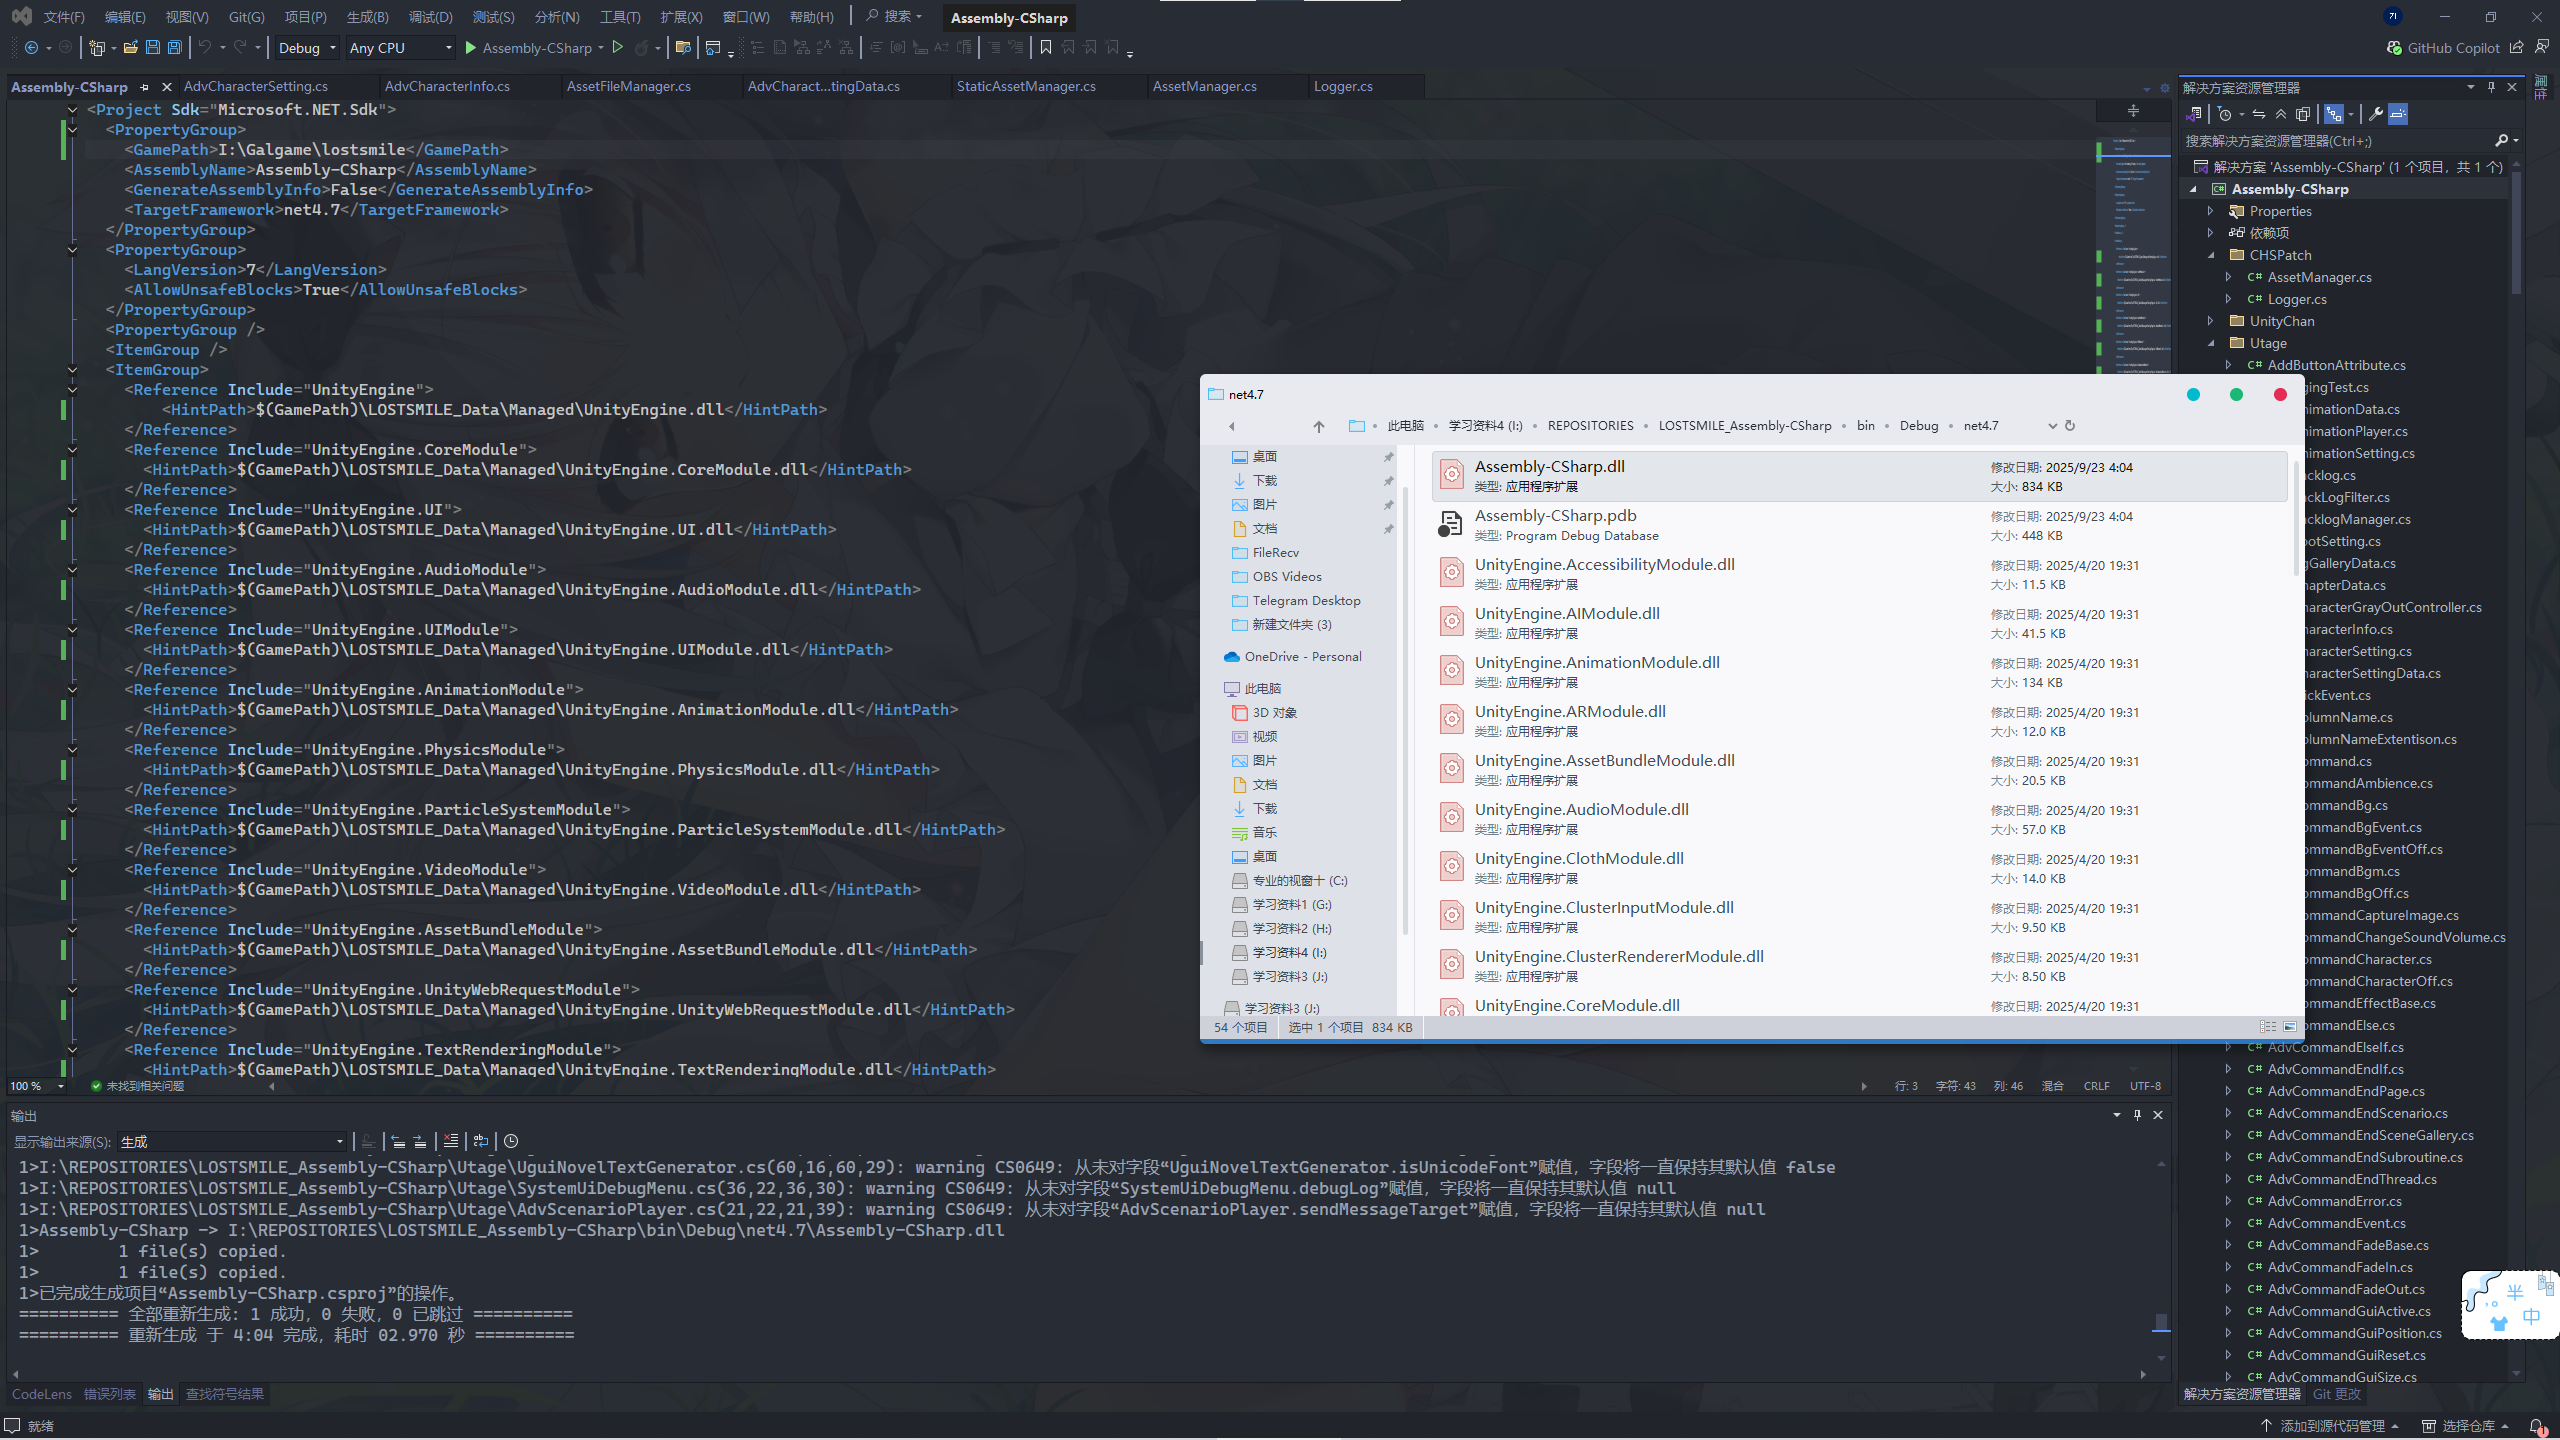 文件(F) 编辑(E) 视图(V) Git(G) 项目(P) 生成(B) 调试(D) 测试(S) 分析(N) 工具(T) 扩展(X) 窗口(W) 帮助(H) 搜索 Assembly-CSharp
Debug Any CPU Assembly-CSharp GitHub Copilot
Assembly-CSharp AdvCharacterSetting.cs AdvCharacterInfo.cs AssetFileManager.cs AdvCharact...tingData.cs StaticAssetManager.cs AssetManager.cs Logger.cs
<Project Sdk="Microsoft.NET.Sdk">
<PropertyGroup>
<GamePath>I:\Galgame\lostsmile</GamePath>
<AssemblyName>Assembly-CSharp</AssemblyName>
<GenerateAssemblyInfo>False</GenerateAssemblyInfo>
<TargetFramework>net4.7</TargetFramework>
</PropertyGroup>
<PropertyGroup>
<LangVersion>7</LangVersion>
<AllowUnsafeBlocks>True</AllowUnsafeBlocks>
</PropertyGroup>
<PropertyGroup />
<ItemGroup />
<ItemGroup>
<Reference Include="UnityEngine">
<HintPath>$(GamePath)\LOSTSMILE_Data\Managed\UnityEngine.dll</HintPath>
</Reference>
<Reference Include="UnityEngine.CoreModule">
<HintPath>$(GamePath)\LOSTSMILE_Data\Managed\UnityEngine.CoreModule.dll</HintPath>
</Reference>
<Reference Include="UnityEngine.UI">
<HintPath>$(GamePath)\LOSTSMILE_Data\Managed\UnityEngine.UI.dll</HintPath>
</Reference>
<Reference Include="UnityEngine.AudioModule">
<HintPath>$(GamePath)\LOSTSMILE_Data\Managed\UnityEngine.AudioModule.dll</HintPath>
</Reference>
<Reference Include="UnityEngine.UIModule">
<HintPath>$(GamePath)\LOSTSMILE_Data\Managed\UnityEngine.UIModule.dll</HintPath>
</Reference>
<Reference Include="UnityEngine.AnimationModule">
<HintPath>$(GamePath)\LOSTSMILE_Data\Managed\UnityEngine.AnimationModule.dll</HintPath>
</Reference>
<Reference Include="UnityEngine.PhysicsModule">
<HintPath>$(GamePath)\LOSTSMILE_Data\Managed\UnityEngine.PhysicsModule.dll</HintPath>
</Reference>
<Reference Include="UnityEngine.ParticleSystemModule">
<HintPath>$(GamePath)\LOSTSMILE_Data\Managed\UnityEngine.ParticleSystemModule.dll</HintPath>
</Reference>
<Reference Include="UnityEngine.VideoModule">
<HintPath>$(GamePath)\LOSTSMILE_Data\Managed\UnityEngine.VideoModule.dll</HintPath>
</Reference>
<Reference Include="UnityEngine.AssetBundleModule">
<HintPath>$(GamePath)\LOSTSMILE_Data\Managed\UnityEngine.AssetBundleModule.dll</HintPath>
</Reference>
<Reference Include="UnityEngine.UnityWebRequestModule">
<HintPath>$(GamePath)\LOSTSMILE_Data\Managed\UnityEngine.UnityWebRequestModule.dll</HintPath>
</Reference>
<Reference Include="UnityEngine.TextRenderingModule">
<HintPath>$(GamePath)\LOSTSMILE_Data\Managed\UnityEngine.TextRenderingModule.dll</HintPath>
100 % 未找到相关问题 行: 3 字符: 43 列: 46 混合 CRLF UTF-8
net4.7
此电脑 学习资料4 (I:) REPOSITORIES LOSTSMILE_Assembly-CSharp bin Debug net4.7
桌面
下载
图片
文档
FileRecv
OBS Videos
Telegram Desktop
新建文件夹 (3)
OneDrive - Personal
此电脑
3D 对象
视频
图片
文档
下载
音乐
桌面
专业的视窗十 (C:)
学习资料1 (G:)
学习资料2 (H:)
学习资料4 (I:)
学习资料3 (J:)
学习资料3 (J:)
Assembly-CSharp.dll 修改日期: 2025/9/23 4:04
类型: 应用程序扩展 大小: 834 KB
Assembly-CSharp.pdb 修改日期: 2025/9/23 4:04
类型: Program Debug Database 大小: 448 KB
UnityEngine.AccessibilityModule.dll 修改日期: 2025/4/20 19:31
类型: 应用程序扩展 大小: 11.5 KB
UnityEngine.AIModule.dll 修改日期: 2025/4/20 19:31
类型: 应用程序扩展 大小: 41.5 KB
UnityEngine.AnimationModule.dll 修改日期: 2025/4/20 19:31
类型: 应用程序扩展 大小: 134 KB
UnityEngine.ARModule.dll 修改日期: 2025/4/20 19:31
类型: 应用程序扩展 大小: 12.0 KB
UnityEngine.AssetBundleModule.dll 修改日期: 2025/4/20 19:31
类型: 应用程序扩展 大小: 20.5 KB
UnityEngine.AudioModule.dll 修改日期: 2025/4/20 19:31
类型: 应用程序扩展 大小: 57.0 KB
UnityEngine.ClothModule.dll 修改日期: 2025/4/20 19:31
类型: 应用程序扩展 大小: 14.0 KB
UnityEngine.ClusterInputModule.dll 修改日期: 2025/4/20 19:31
类型: 应用程序扩展 大小: 9.50 KB
UnityEngine.ClusterRendererModule.dll 修改日期: 2025/4/20 19:31
类型: 应用程序扩展 大小: 8.50 KB
UnityEngine.CoreModule.dll 修改日期: 2025/4/20 19:31
54 个项目 选中 1 个项目 834 KB
解决方案资源管理器
搜索解决方案资源管理器(Ctrl+;)
解决方案 'Assembly-CSharp' (1 个项目，共 1 个)
Assembly-CSharp
Properties
依赖项
CHSPatch
C# AssetManager.cs
C# Logger.cs
UnityChan
Utage
C# AddButtonAttribute.cs
gingTest.cs
nimationData.cs
nimationPlayer.cs
nimationSetting.cs
cklog.cs
ckLogFilter.cs
cklogManager.cs
ootSetting.cs
gGalleryData.cs
hapterData.cs
haracterGrayOutController.cs
haracterInfo.cs
haracterSetting.cs
haracterSettingData.cs
ickEvent.cs
olumnName.cs
olumnNameExtentison.cs
ommand.cs
ommandAmbience.cs
ommandBg.cs
ommandBgEvent.cs
ommandBgEventOff.cs
ommandBgm.cs
ommandBgOff.cs
ommandCaptureImage.cs
ommandChangeSoundVolume.cs
ommandCharacter.cs
ommandCharacterOff.cs
ommandEffectBase.cs
ommandElse.cs
C# AdvCommandElseIf.cs
C# AdvCommandEndIf.cs
C# AdvCommandEndPage.cs
C# AdvCommandEndScenario.cs
C# AdvCommandEndSceneGallery.cs
C# AdvCommandEndSubroutine.cs
C# AdvCommandEndThread.cs
C# AdvCommandError.cs
C# AdvCommandEvent.cs
C# AdvCommandFadeBase.cs
C# AdvCommandFadeIn.cs
C# AdvCommandFadeOut.cs
C# AdvCommandGuiActive.cs
C# AdvCommandGuiPosition.cs
C# AdvCommandGuiReset.cs
C# AdvCommandGuiSize.cs
解决方案资源管理器 Git 更改
半
中
输出
显示输出来源(S): 生成
1>I:\REPOSITORIES\LOSTSMILE_Assembly-CSharp\Utage\UguiNovelTextGenerator.cs(60,16,60,29): warning CS0649: 从未对字段“UguiNovelTextGenerator.isUnicodeFont”赋值，字段将一直保持其默认值 false
1>I:\REPOSITORIES\LOSTSMILE_Assembly-CSharp\Utage\SystemUiDebugMenu.cs(36,22,36,30): warning CS0649: 从未对字段“SystemUiDebugMenu.debugLog”赋值，字段将一直保持其默认值 null
1>I:\REPOSITORIES\LOSTSMILE_Assembly-CSharp\Utage\AdvScenarioPlayer.cs(21,22,21,39): warning CS0649: 从未对字段“AdvScenarioPlayer.sendMessageTarget”赋值，字段将一直保持其默认值 null
1>Assembly-CSharp -> I:\REPOSITORIES\LOSTSMILE_Assembly-CSharp\bin\Debug\net4.7\Assembly-CSharp.dll
1> 1 file(s) copied.
1> 1 file(s) copied.
1>已完成生成项目“Assembly-CSharp.csproj”的操作。
========== 全部重新生成: 1 成功，0 失败，0 已跳过 ==========
========== 重新生成 于 4:04 完成，耗时 02.970 秒 ==========
CodeLens 错误列表 输出 查找符号结果
就绪 添加到源代码管理 选择仓库